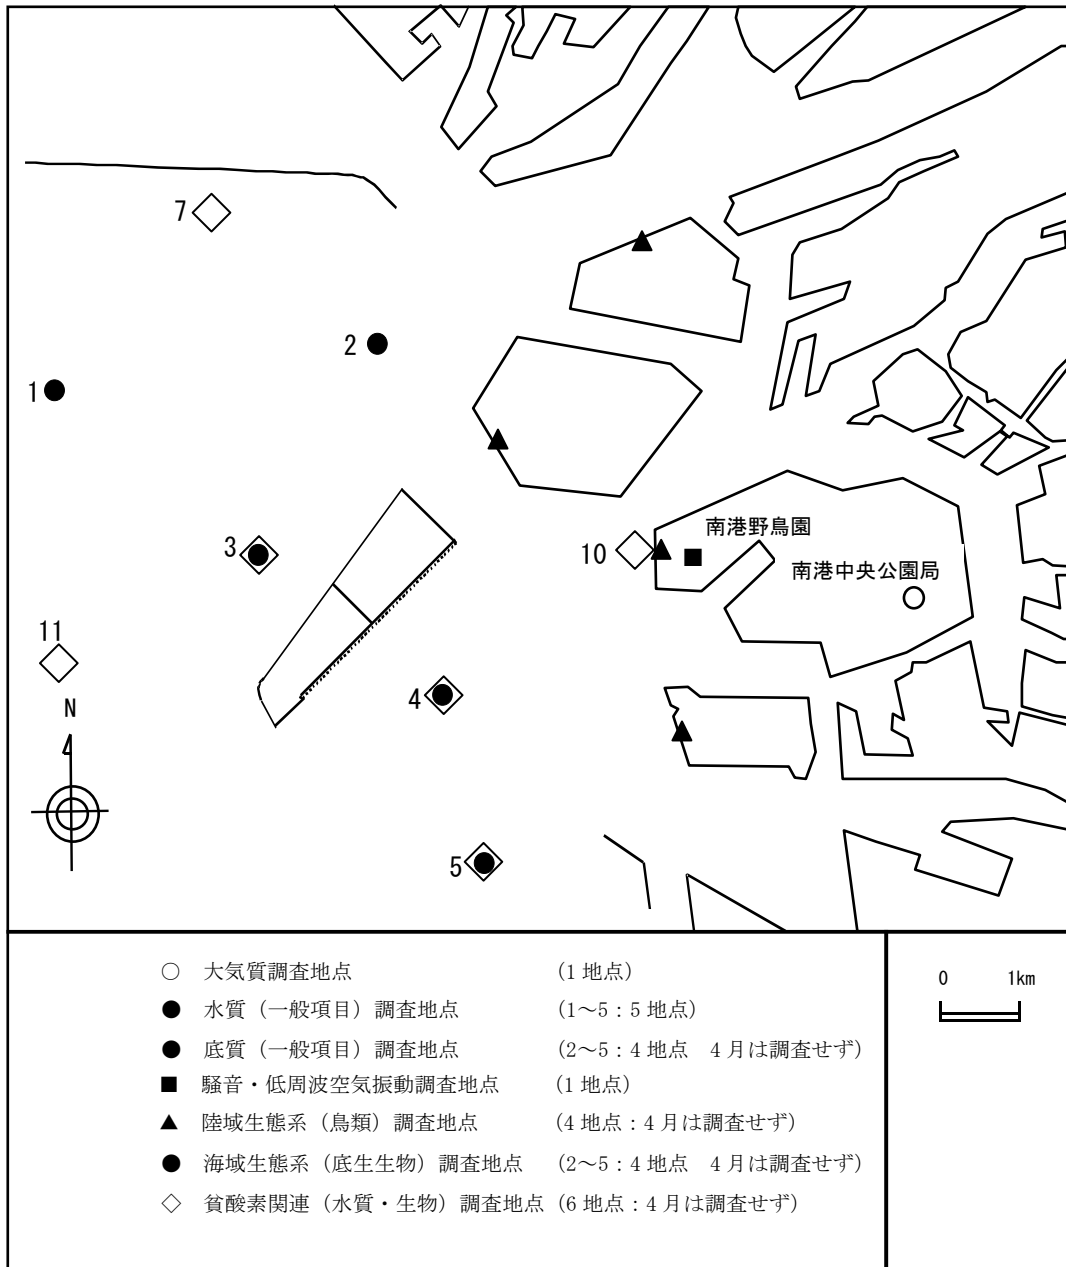 7
2
1
南港野鳥園
3
10
南港中央公園局
11
4
N
5
○ 大気質調査地点 (1 地点)
● 水質（一般項目）調査地点 (1～5：5 地点)
● 底質（一般項目）調査地点 (2～5：4 地点 4 月は調査せず)
■ 騒音・低周波空気振動調査地点 (1 地点)
▲ 陸域生態系（鳥類）調査地点 (4 地点：4 月は調査せず)
● 海域生態系（底生生物）調査地点 (2～5：4 地点 4 月は調査せず)
◇ 貧酸素関連（水質・生物）調査地点 (6 地点：4 月は調査せず)
0 1km